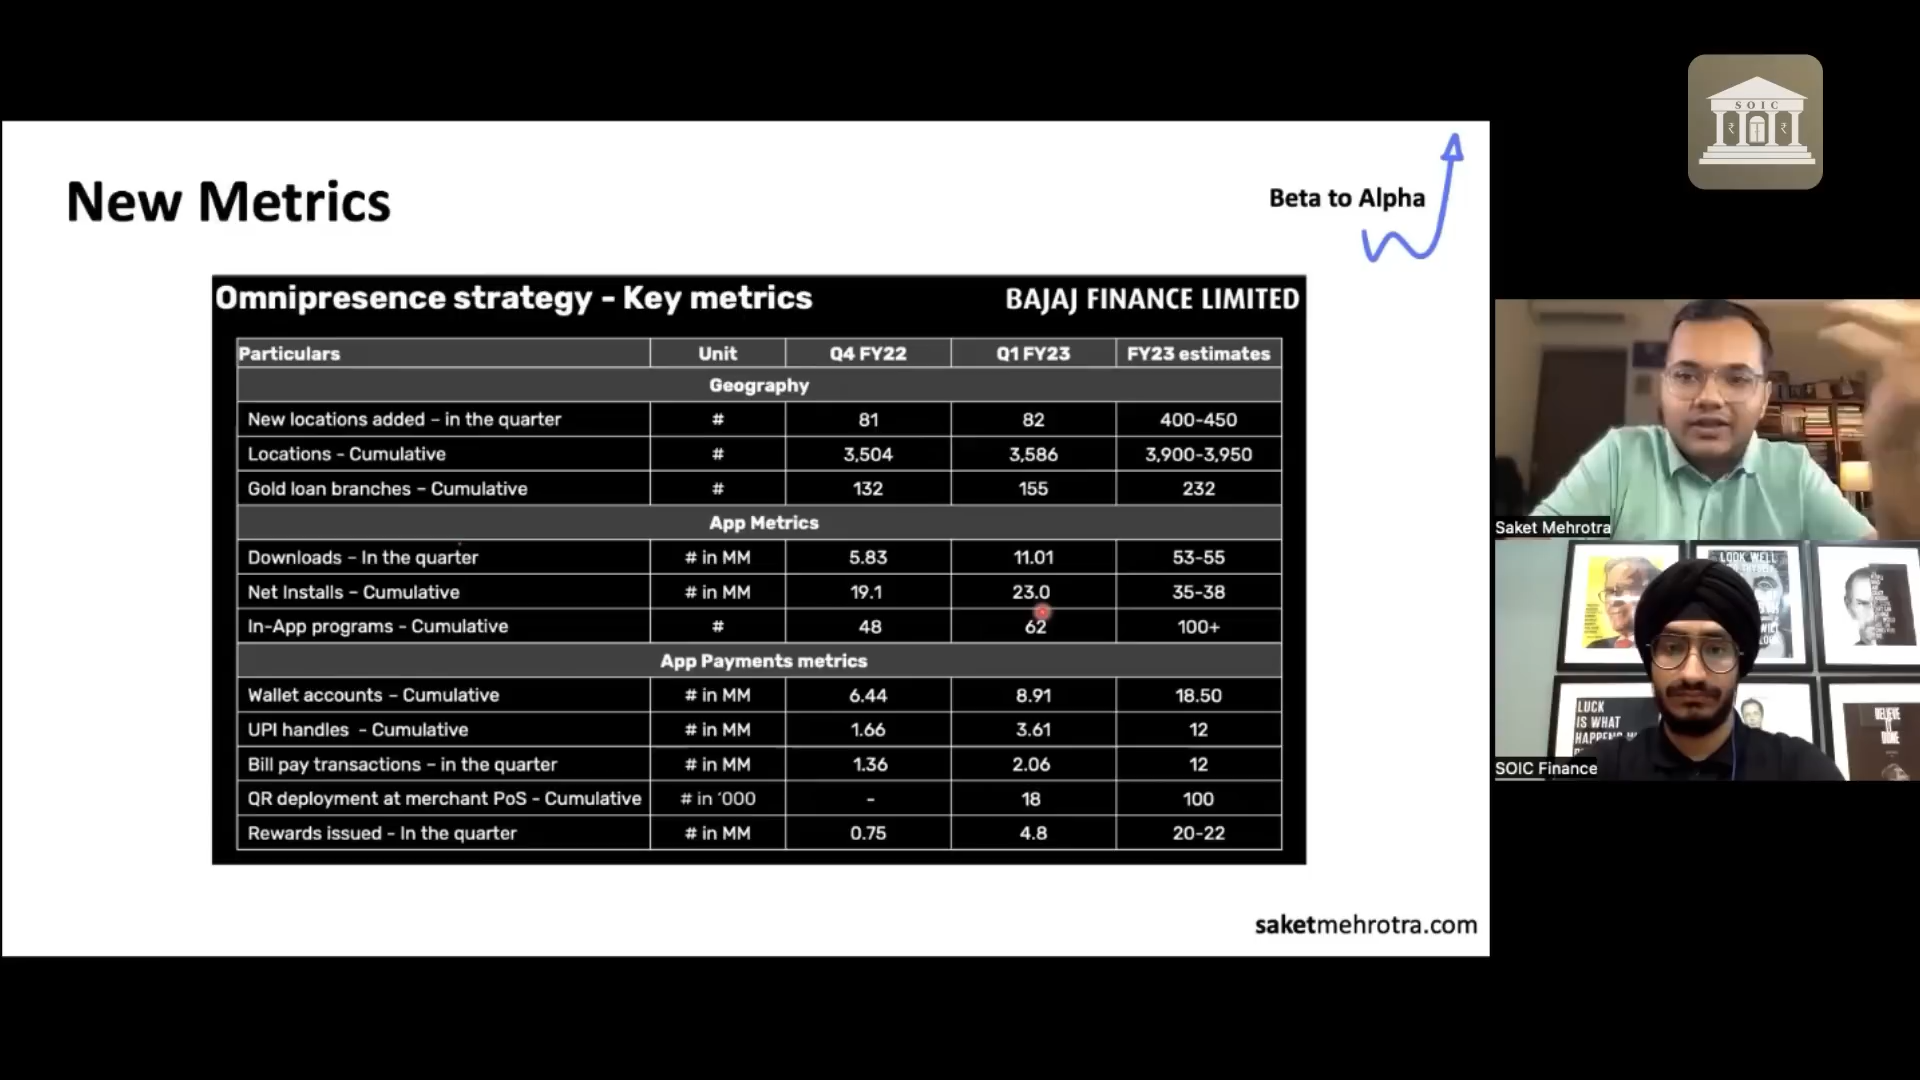 SOIC
New Metrics
Beta to Alpha
Omnipresence strategy - Key metrics BAJAJ FINANCE LIMITED
Particulars Unit Q4 FY22 Q1 FY23 FY23 estimates
Geography
New locations added – in the quarter # 81 82 400-450
Locations - Cumulative # 3,504 3,586 3,900-3,950
Gold loan branches – Cumulative # 132 155 232
App Metrics
Downloads – In the quarter # in MM 5.83 11.01 53-55
Net Installs – Cumulative # in MM 19.1 23.0 35-38
In-App programs - Cumulative # 48 62 100+
App Payments metrics
Wallet accounts – Cumulative # in MM 6.44 8.91 18.50
UPI handles - Cumulative # in MM 1.66 3.61 12
Bill pay transactions – in the quarter # in MM 1.36 2.06 12
QR deployment at merchant PoS - Cumulative # in ‘000 - 18 100
Rewards issued - In the quarter # in MM 0.75 4.8 20-22
saketmehrotra.com
Saket Mehrotra
LOOK WELL
LUCK
IS WHAT
BELIEVE
IT
DONE
SOIC Finance